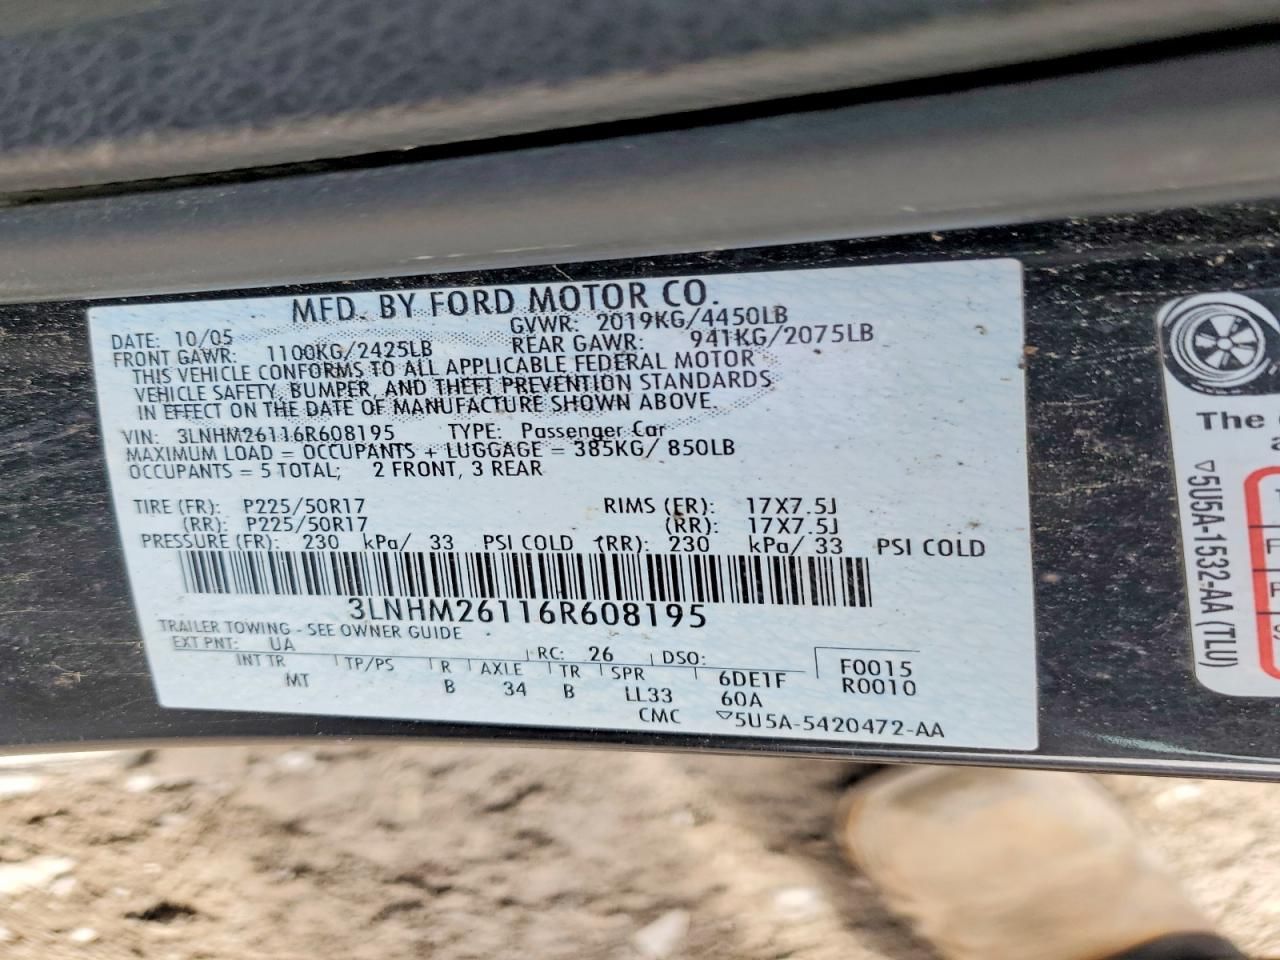 MFD. BY FORD MOTOR CO.
DATE: 10/05 GVWR: 2019KG/4450LB
FRONT GAWR: 1100KG/2425LB REAR GAWR: 941KG/2075LB
THIS VEHICLE CONFORMS TO ALL APPLICABLE FEDERAL MOTOR
VEHICLE SAFETY, BUMPER, AND THEFT PREVENTION STANDARDS
IN EFFECT ON THE DATE OF MANUFACTURE SHOWN ABOVE.
VIN: 3LNHM26116R608195 TYPE: Passenger Car
MAXIMUM LOAD = OCCUPANTS + LUGGAGE = 385KG/ 850LB
OCCUPANTS = 5 TOTAL; 2 FRONT, 3 REAR
TIRE (FR): P225/50R17 RIMS (FR): 17X7.5J
(RR): P225/50R17 (RR): 17X7.5J
PRESSURE (FR): 230 kPa/ 33 PSI COLD (RR): 230 kPa/ 33 PSI COLD
3LNHM26116R608195
TRAILER TOWING - SEE OWNER GUIDE
EXT PNT: UA RC: 26 DSO: F0015
INT TR TP/PS R AXLE TR SPR 6DE1F R0010
MT B 34 B LL33 60A
CMC ▽5U5A-5420472-AA
The
▽5U5A-1532-AA (TLU)